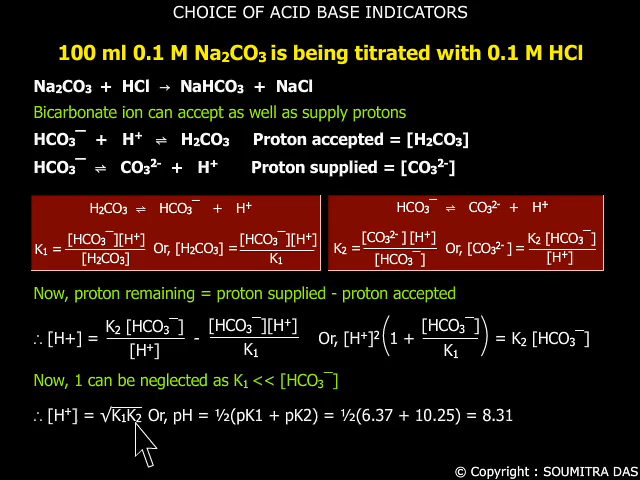 CHOICE OF ACID BASE INDICATORS
100 ml 0.1 M Na₂CO₃ is being titrated with 0.1 M HCl
Na₂CO₃ + HCl → NaHCO₃ + NaCl
Bicarbonate ion can accept as well as supply protons
HCO₃⁻ + H⁺ ⇌ H₂CO₃ Proton accepted = [H₂CO₃]
HCO₃⁻ ⇌ CO₃²⁻ + H⁺ Proton supplied = [CO₃²⁻]
H₂CO₃ ⇌ HCO₃⁻ + H⁺
K₁ = [HCO₃⁻][H⁺] / [H₂CO₃] Or, [H₂CO₃] = [HCO₃⁻][H⁺] / K₁
HCO₃⁻ ⇌ CO₃²⁻ + H⁺
K₂ = [CO₃²⁻] [H⁺] / [HCO₃⁻] Or, [CO₃²⁻] = K₂ [HCO₃⁻] / [H⁺]
Now, proton remaining = proton supplied - proton accepted
∴ [H+] = K₂ [HCO₃⁻] / [H⁺] - [HCO₃⁻][H⁺] / K₁ Or, [H⁺]² (1 + [HCO₃⁻] / K₁) = K₂ [HCO₃⁻]
Now, 1 can be neglected as K₁ << [HCO₃⁻]
∴ [H⁺] = √K₁K₂ Or, pH = ½(pK1 + pK2) = ½(6.37 + 10.25) = 8.31
© Copyright : SOUMITRA DAS